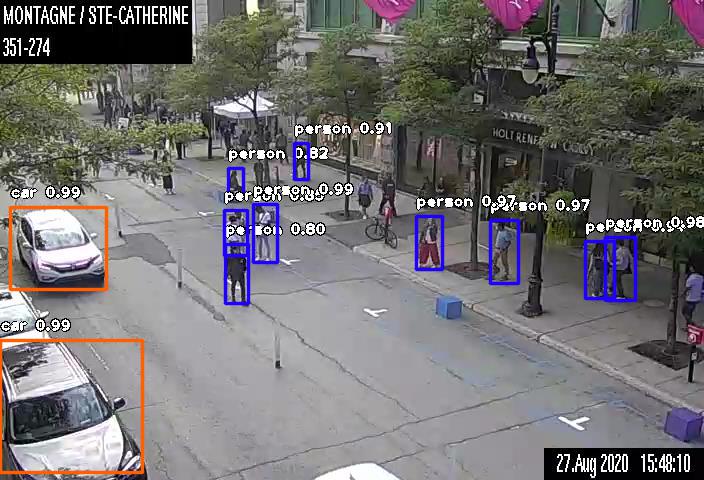 MONTAGNE / STE-CATHERINE
351-274
person 0.91
person 0.82
person 0.99
car 0.99
person 0.97
person 0.97
person 0.98
person 0.80
HOLT RENFREW
car 0.99
27.Aug 2020 15:48:10